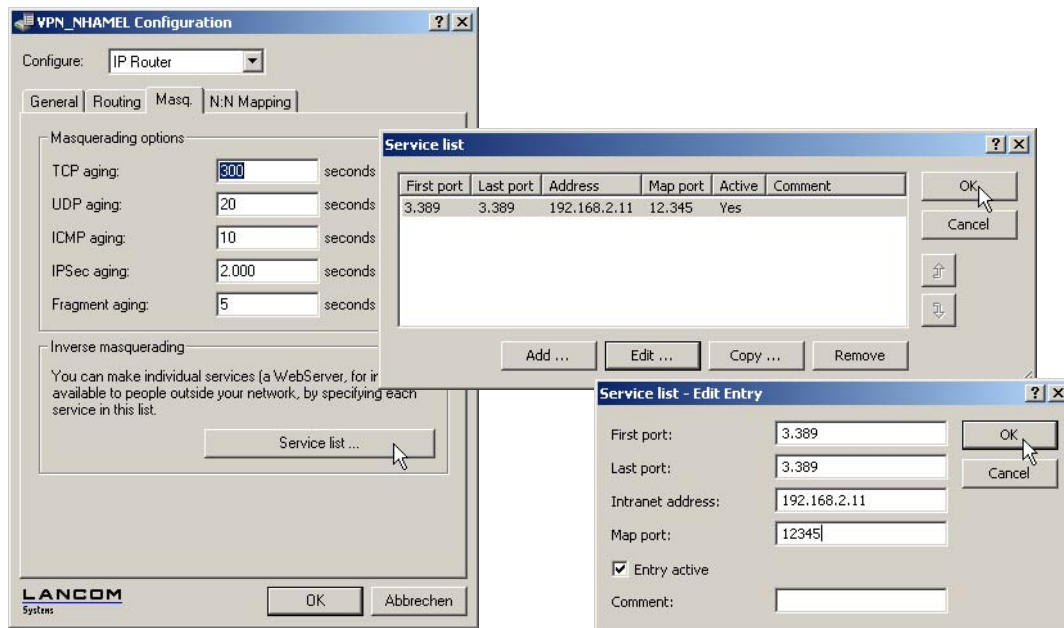 VPN_NHAMEL Configuration
Configure: IP Router
General Routing Masq. N:N Mapping
Masquerading options
TCP aging: 300 seconds
UDP aging: 20 seconds
ICMP aging: 10 seconds
IPSec aging: 2.000 seconds
Fragment aging: 5 seconds
Inverse masquerading
You can make individual services (a WebServer, for
available to people outside your network, by specifying each
service in this list.
Service list ...
LANCOM
Systems
OK Abbrechen
Service list
First port Last port Address Map port Active Comment
3.389 3.389 192.168.2.11 12.345 Yes
OK
Cancel
Add ... Edit ... Copy ... Remove
Service list - Edit Entry
First port: 3.389
Last port: 3.389
Intranet address: 192.168.2.11
Map port: 12345
Entry active
Comment:
OK
Cancel